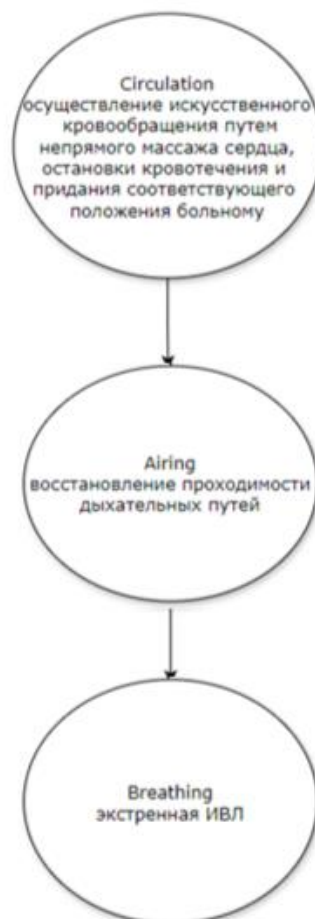 Circulation
осуществление искусственного
кровообращения путем
непрямого массажа сердца,
остановки кровотечения и
придания соответствующего
положения больному
Airing
восстановление проходимости
дыхательных путей
Breathing
экстренная ИВЛ